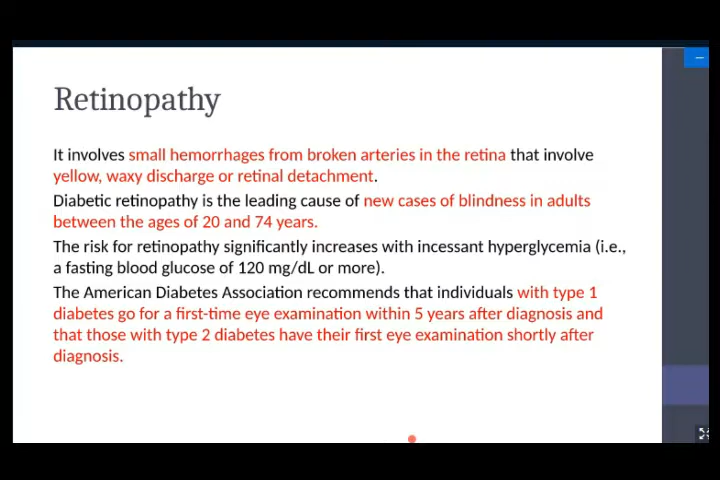 Retinopathy
It involves small hemorrhages from broken arteries in the retina that involve
yellow, waxy discharge or retinal detachment.
Diabetic retinopathy is the leading cause of new cases of blindness in adults
between the ages of 20 and 74 years.
The risk for retinopathy significantly increases with incessant hyperglycemia (i.e.,
a fasting blood glucose of 120 mg/dL or more).
The American Diabetes Association recommends that individuals with type 1
diabetes go for a first-time eye examination within 5 years after diagnosis and
that those with type 2 diabetes have their first eye examination shortly after
diagnosis.